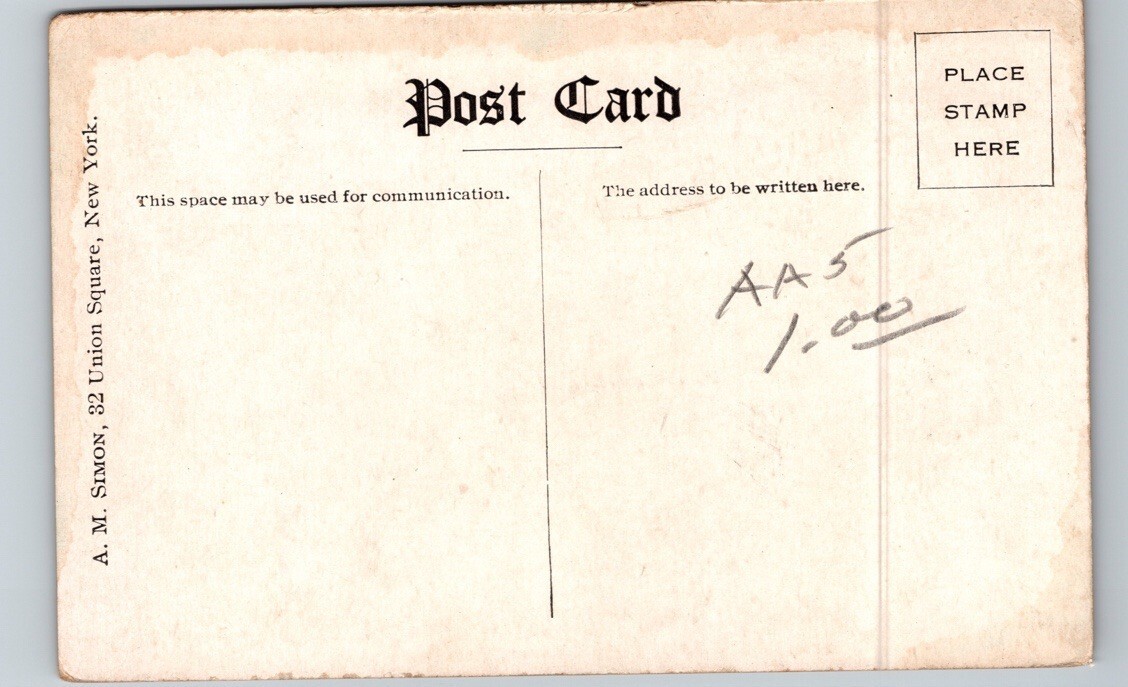 Post Card
PLACE
STAMP
HERE
This space may be used for communication.
The address to be written here.
A. M. SIMON, 32 Union Square, New York.
AA5
1.00